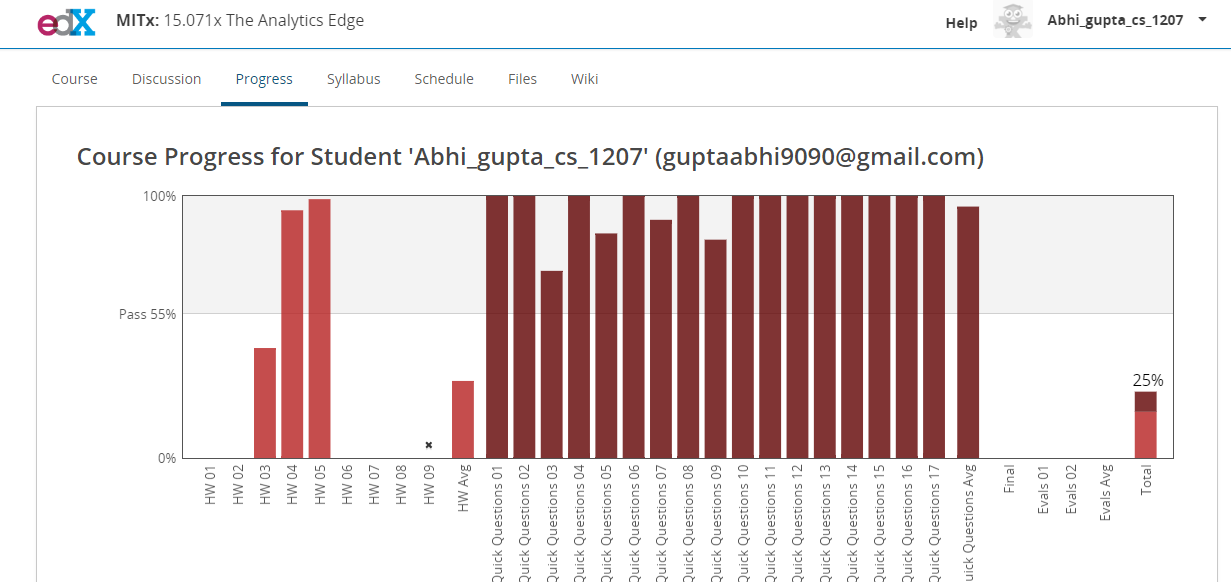 edX MITx: 15.071x The Analytics Edge
Help
Abhi_gupta_cs_1207
Course Discussion Progress Syllabus Schedule Files Wiki
Course Progress for Student 'Abhi_gupta_cs_1207' (guptaabhi9090@gmail.com)
100%
Pass 55%
0%
25%
HW 01
HW 02
HW 03
HW 04
HW 05
HW 06
HW 07
HW 08
HW 09
HW Avg
Quick Questions 01
Quick Questions 02
Quick Questions 03
Quick Questions 04
Quick Questions 05
Quick Questions 06
Quick Questions 07
Quick Questions 08
Quick Questions 09
Quick Questions 10
Quick Questions 11
Quick Questions 12
Quick Questions 13
Quick Questions 14
Quick Questions 15
Quick Questions 16
Quick Questions 17
uick Questions Avg
Final
Evals 01
Evals 02
Evals Avg
Total